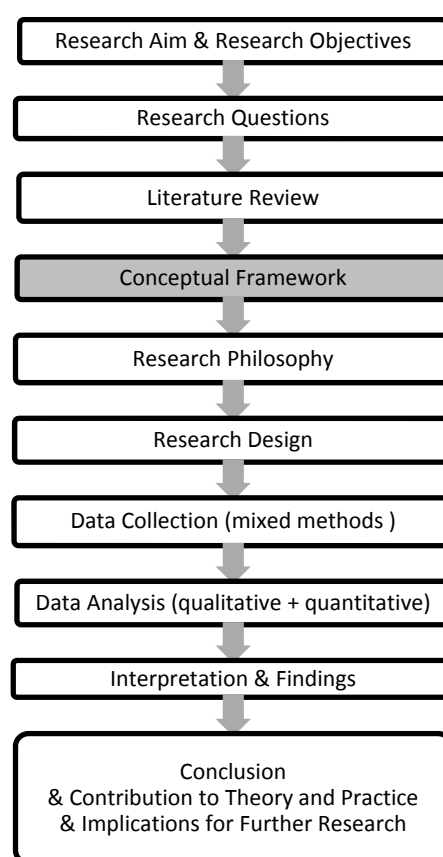 Research Aim & Research Objectives
Research Questions
Literature Review
Conceptual Framework
Research Philosophy
Research Design
Data Collection (mixed methods )
Data Analysis (qualitative + quantitative)
Interpretation & Findings
Conclusion
& Contribution to Theory and Practice
& Implications for Further Research